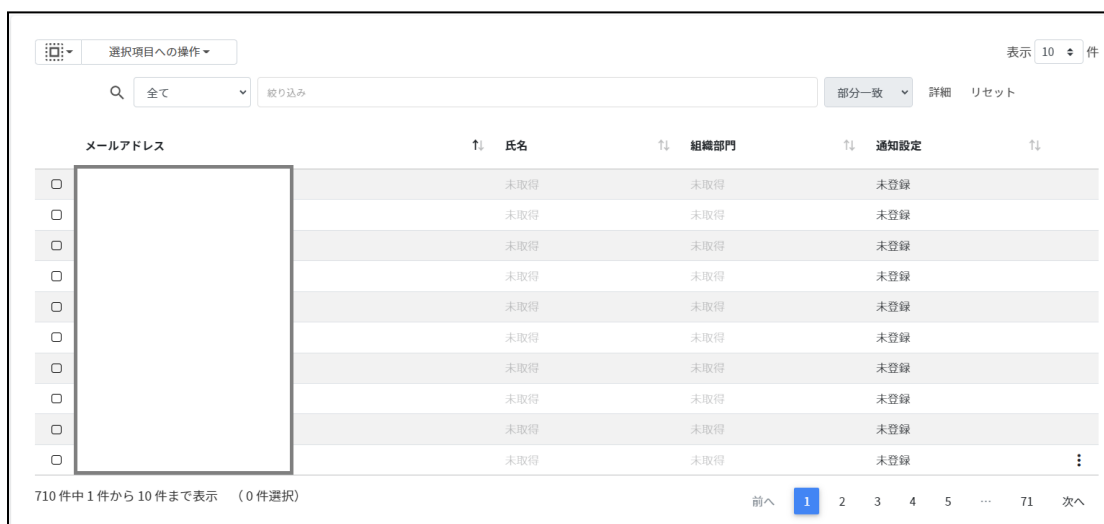 選択項目への操作 表示 10 件
全て 絞り込み 部分一致 詳細 リセット
メールアドレス ↑↓ 氏名 ↑↓ 組織部門 ↑↓ 通知設定 ↑↓
未取得 未取得 未登録
未取得 未取得 未登録
未取得 未取得 未登録
未取得 未取得 未登録
未取得 未取得 未登録
未取得 未取得 未登録
未取得 未取得 未登録
未取得 未取得 未登録
未取得 未取得 未登録
未取得 未取得 未登録
710 件中 1 件から 10 件まで表示 （ 0 件選択） 前へ 1 2 3 4 5 … 71 次へ